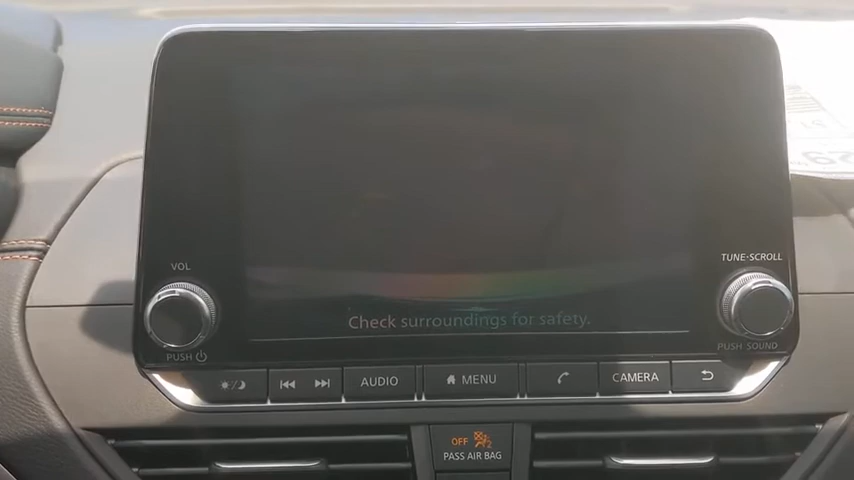 VOL
TUNE·SCROLL
Check surroundings for safety.
PUSH
PUSH SOUND
AUDIO
MENU
CAMERA
OFF
PASS AIR BAG